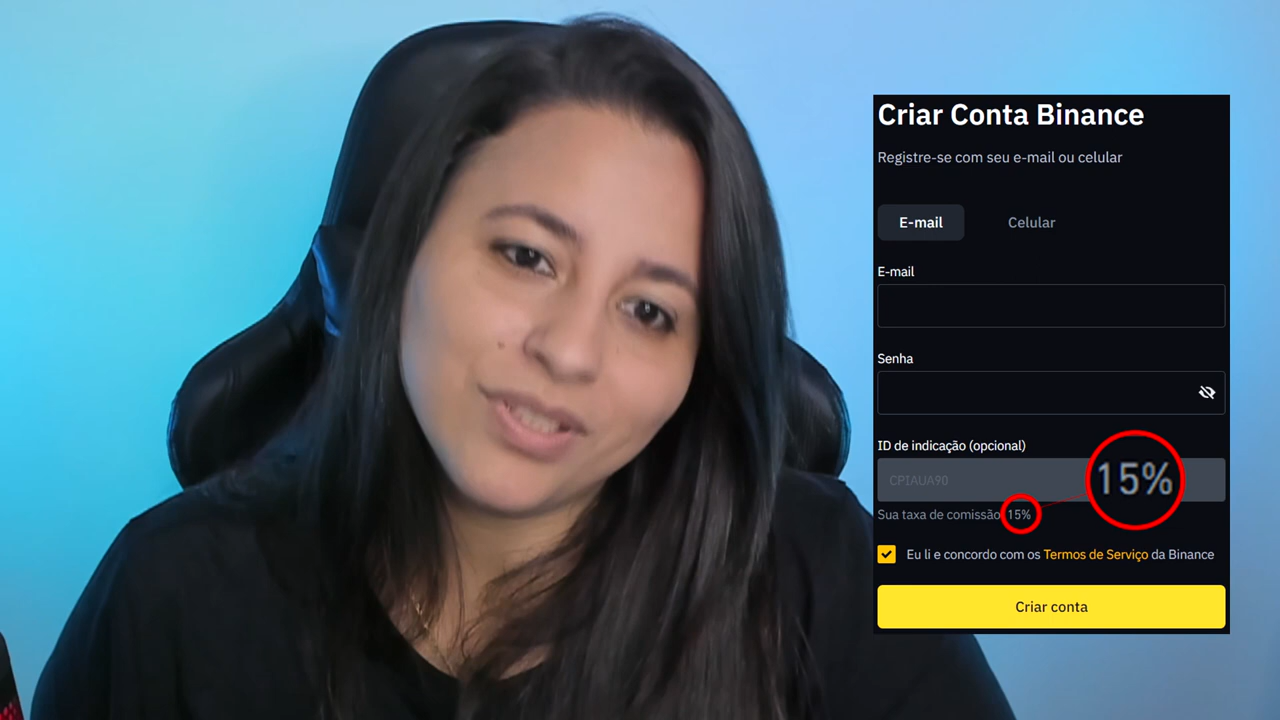 Criar Conta Binance
Registre-se com seu e-mail ou celular
E-mail Celular
E-mail
Senha
ID de indicação (opcional)
CPIAUA90
15%
Sua taxa de comissão 15%
Eu li e concordo com os Termos de Serviço da Binance
Criar conta